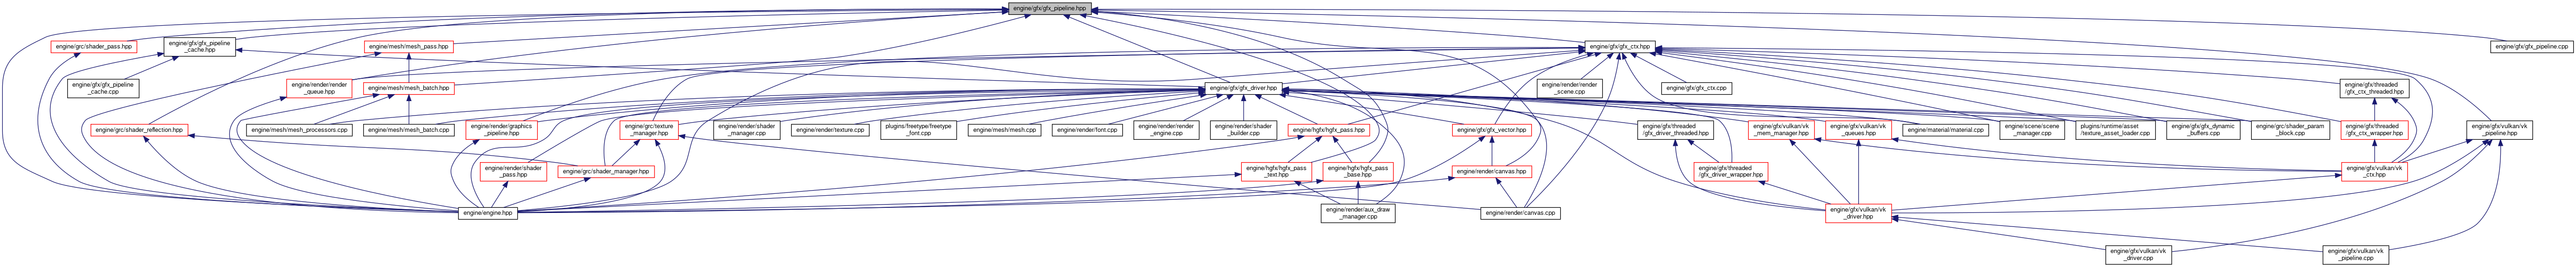 engine/gfx/gfx_pipeline.hpp
engine/grc/shader_pass.hpp
engine/gfx/gfx_pipeline
_cache.hpp
engine/mesh/mesh_pass.hpp
engine/gfx/gfx_ctx.hpp
engine/gfx/gfx_pipeline.cpp
engine/gfx/gfx_pipeline
_cache.cpp
engine/render/render
_queue.hpp
engine/mesh/mesh_batch.hpp
engine/gfx/gfx_driver.hpp
engine/render/render
_scene.cpp
engine/gfx/gfx_ctx.cpp
engine/gfx/threaded
/gfx_ctx_threaded.hpp
engine/grc/shader_reflection.hpp
engine/mesh/mesh_processors.cpp
engine/mesh/mesh_batch.cpp
engine/render/graphics
_pipeline.hpp
engine/grc/texture
_manager.hpp
engine/render/shader
_manager.cpp
engine/render/texture.cpp
plugins/freetype/freetype
_font.cpp
engine/mesh/mesh.cpp
engine/render/font.cpp
engine/render/render
_engine.cpp
engine/render/shader
_builder.cpp
engine/hgfx/hgfx_pass.hpp
engine/gfx/gfx_vector.hpp
engine/gfx/threaded
/gfx_driver_threaded.hpp
engine/gfx/vulkan/vk
_mem_manager.hpp
engine/gfx/vulkan/vk
_queues.hpp
engine/material/material.cpp
engine/scene/scene
_manager.cpp
plugins/runtime/asset
/texture_asset_loader.cpp
engine/gfx/gfx_dynamic
_buffers.cpp
engine/grc/shader_param
_block.cpp
engine/gfx/threaded
/gfx_ctx_wrapper.hpp
engine/gfx/vulkan/vk
_pipeline.hpp
engine/render/shader
_pass.hpp
engine/grc/shader_manager.hpp
engine/hgfx/hgfx_pass
_text.hpp
engine/hgfx/hgfx_pass
_base.hpp
engine/render/canvas.hpp
engine/gfx/threaded
/gfx_driver_wrapper.hpp
engine/gfx/vulkan/vk
_ctx.hpp
engine/engine.hpp
engine/render/aux_draw
_manager.cpp
engine/render/canvas.cpp
engine/gfx/vulkan/vk
_driver.hpp
engine/gfx/vulkan/vk
_driver.cpp
engine/gfx/vulkan/vk
_pipeline.cpp